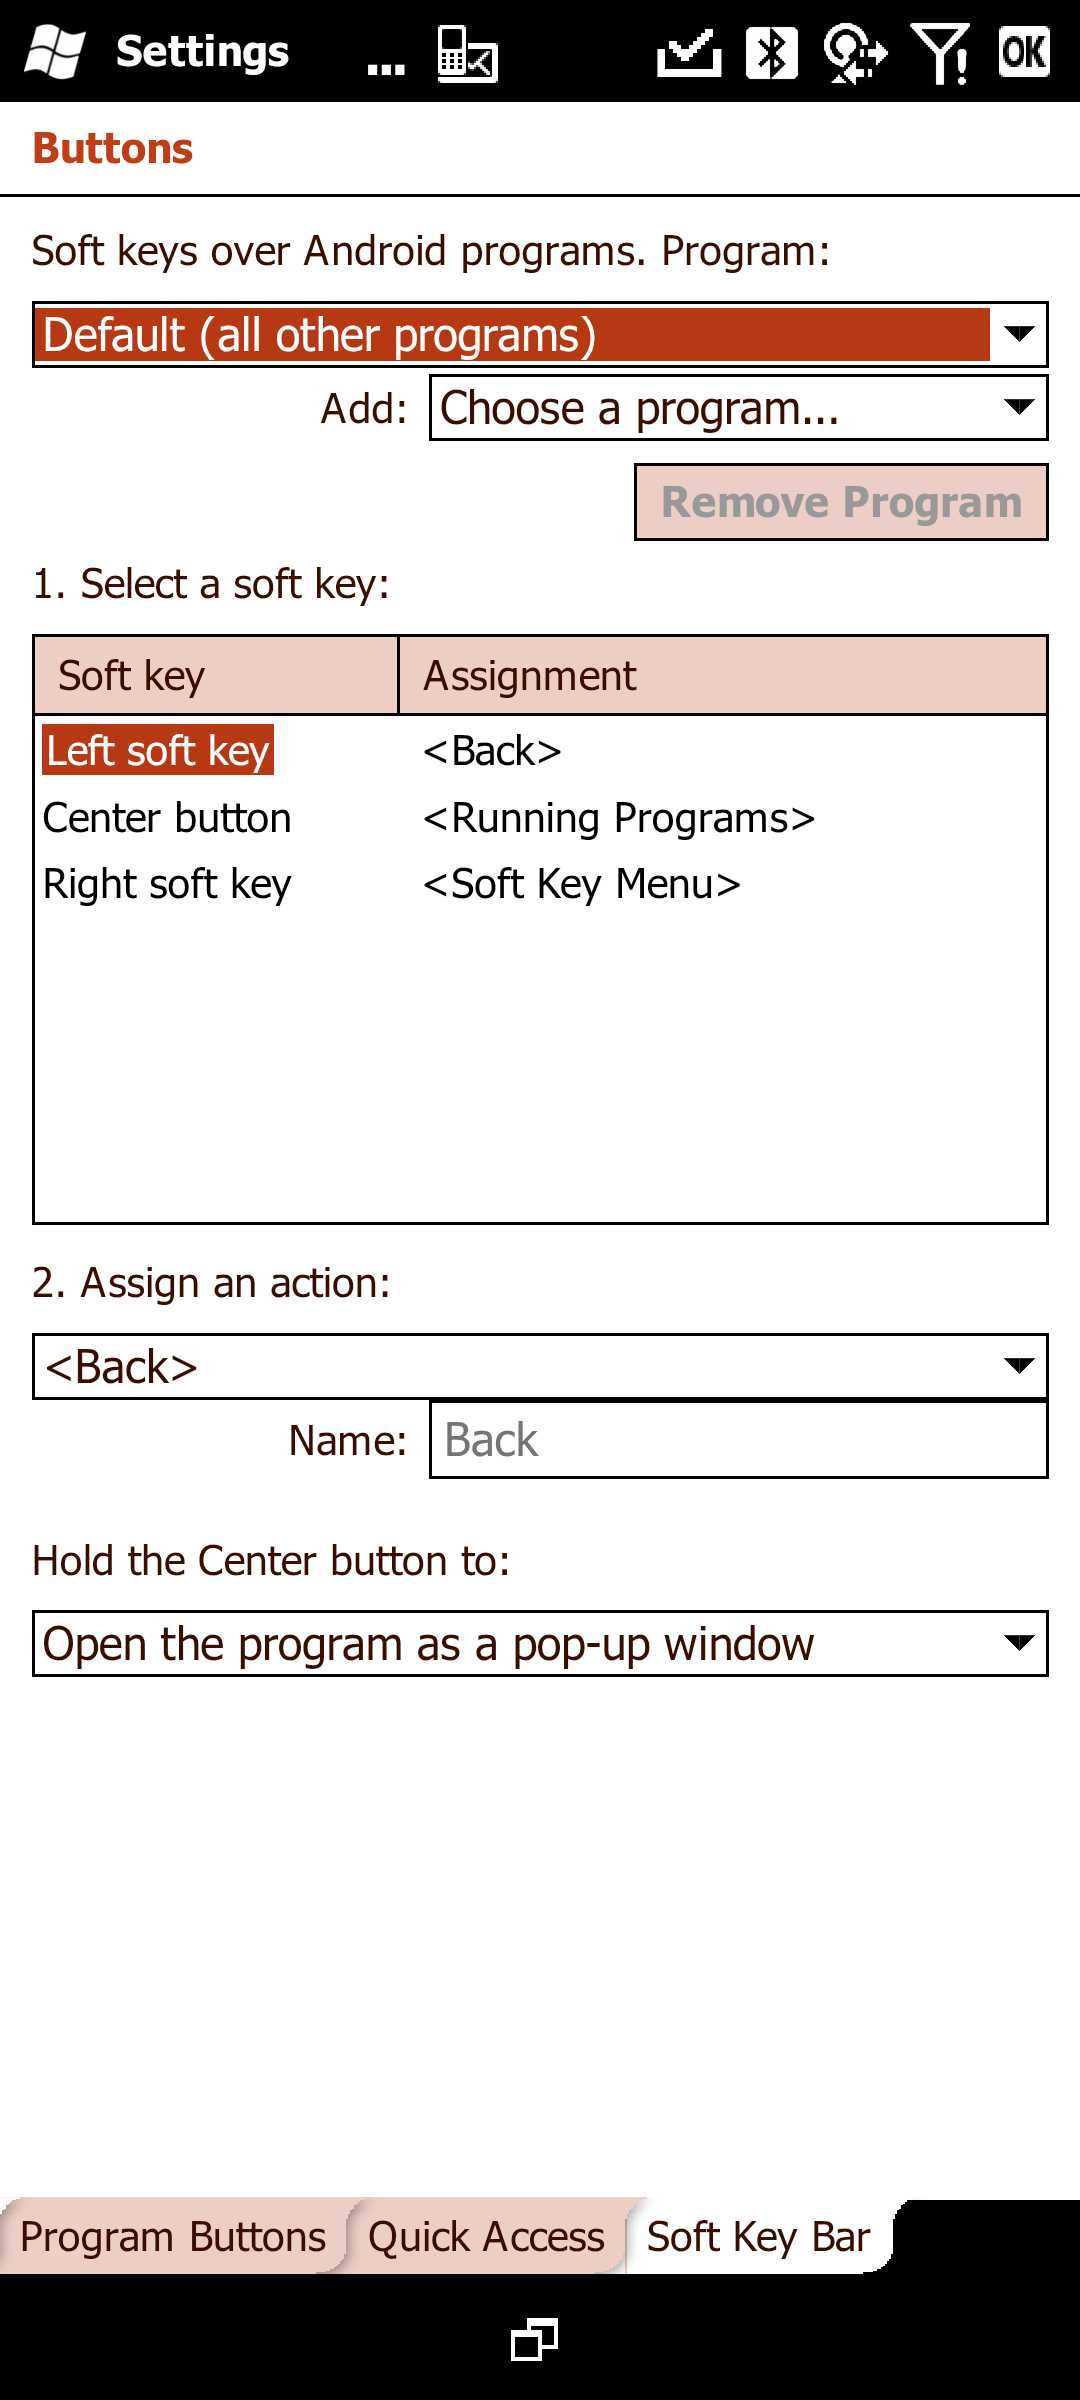 Settings ... OK
Buttons
Soft keys over Android programs. Program:
Default (all other programs)
Add: Choose a program...
Remove Program
1. Select a soft key:
Soft key Assignment
Left soft key <Back>
Center button <Running Programs>
Right soft key <Soft Key Menu>
2. Assign an action:
<Back>
Name: Back
Hold the Center button to:
Open the program as a pop-up window
Program Buttons Quick Access Soft Key Bar